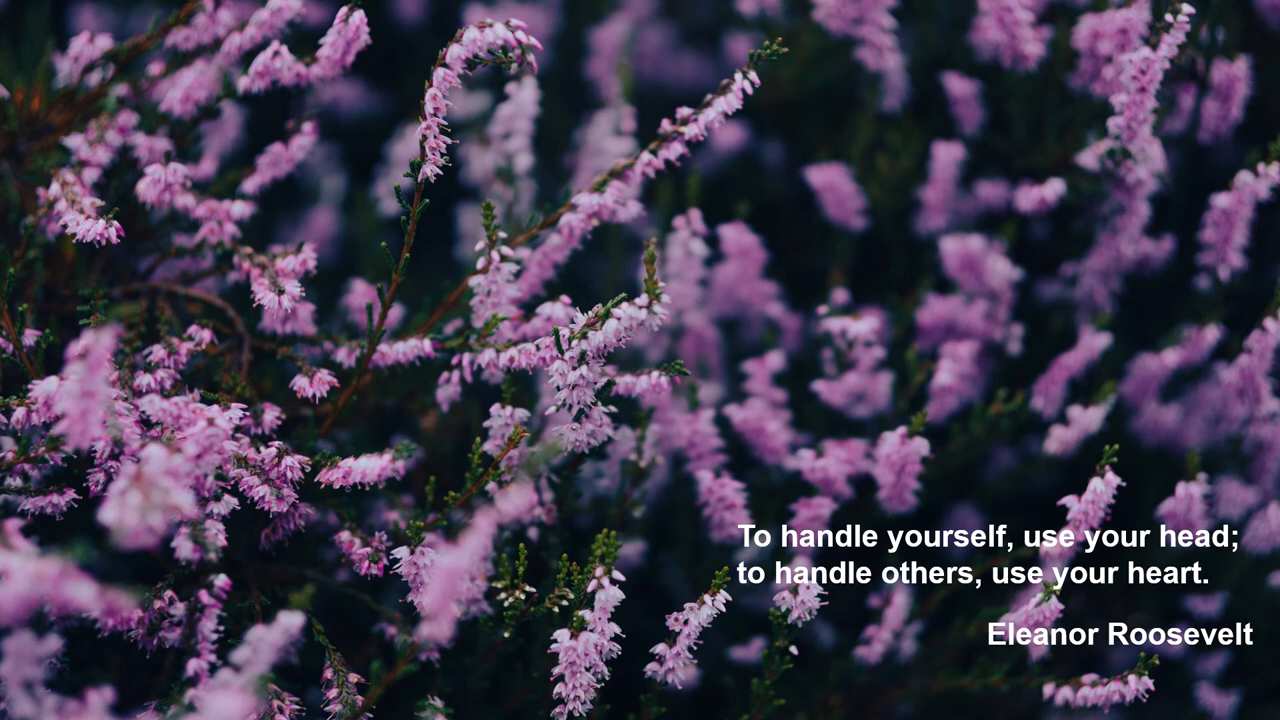 To handle yourself, use your head;
to handle others, use your heart.
Eleanor Roosevelt